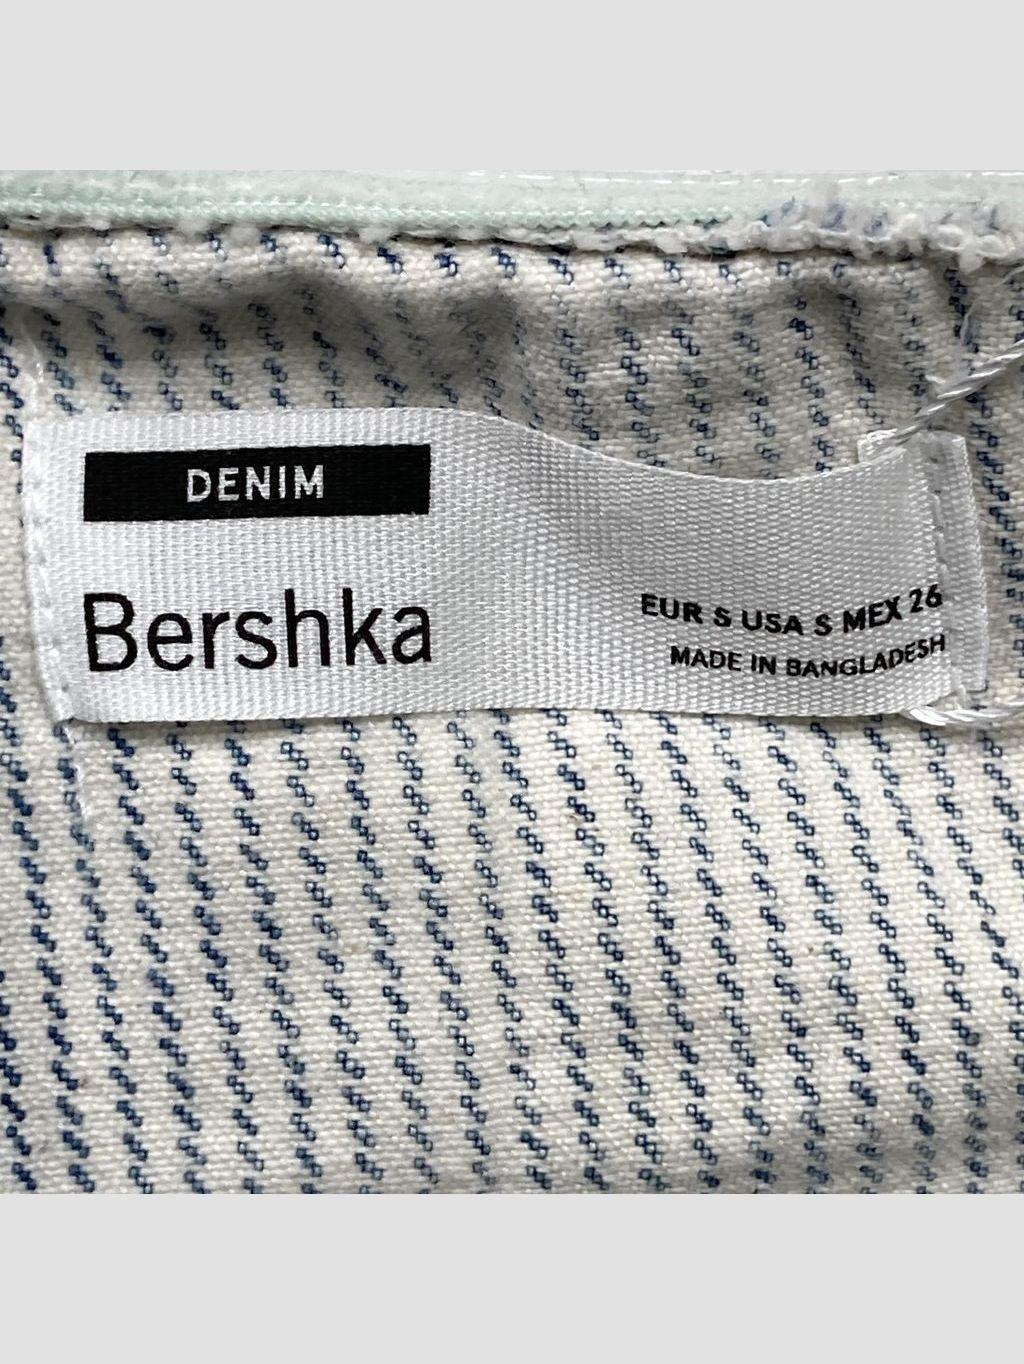 DENIM
Bershka
EUR S USA S MEX 26
MADE IN BANGLADESH